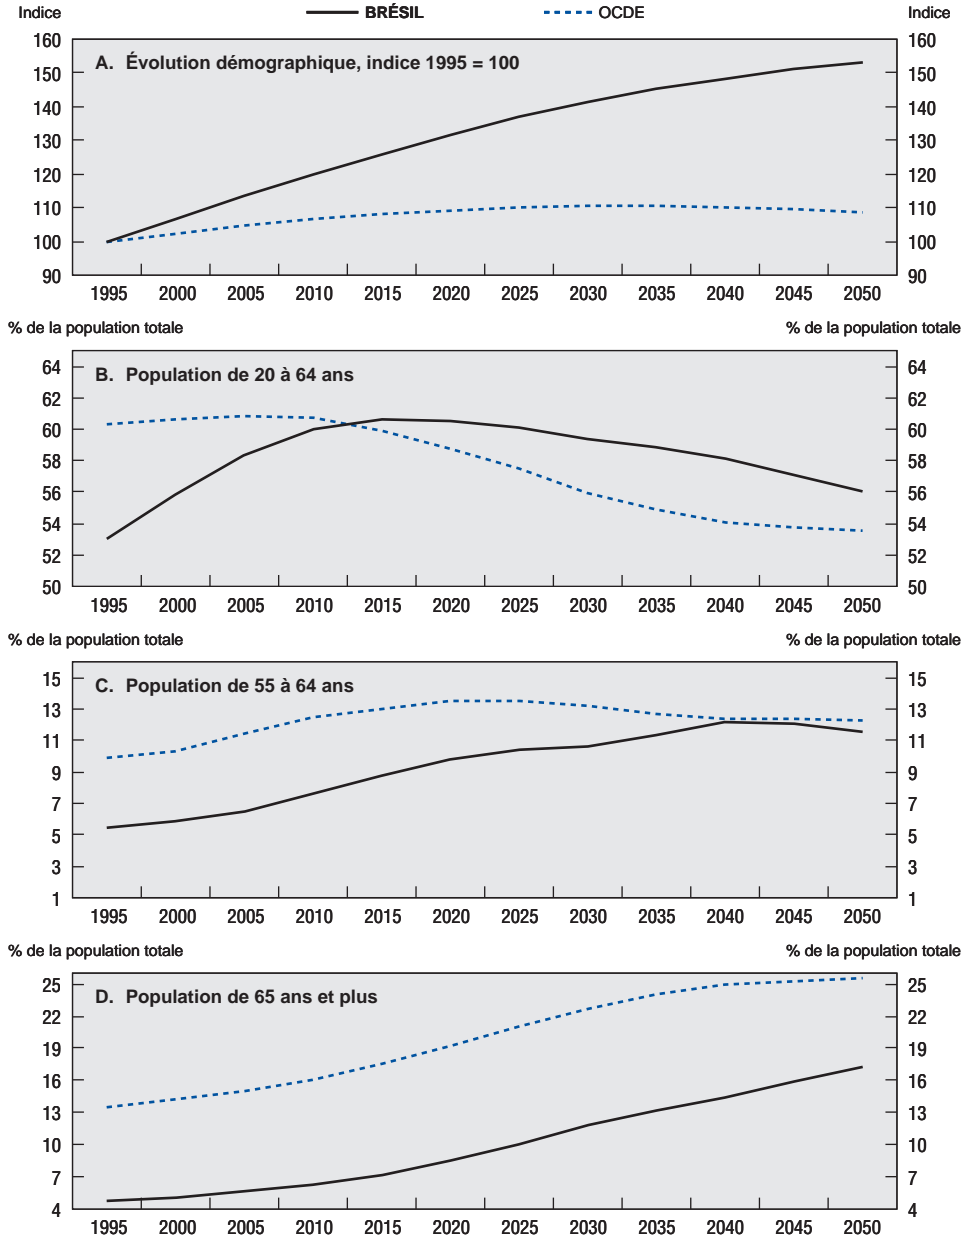 Indice BRÉSIL OCDE Indice
160 160
A. Évolution démographique, indice 1995 = 100
150 150
140 140
130 130
120 120
110 110
100 100
90 90
1995 2000 2005 2010 2015 2020 2025 2030 2035 2040 2045 2050
% de la population totale % de la population totale
64 64
B. Population de 20 à 64 ans
62 62
60 60
58 58
56 56
54 54
52 52
50 50
1995 2000 2005 2010 2015 2020 2025 2030 2035 2040 2045 2050
% de la population totale % de la population totale
15 15
C. Population de 55 à 64 ans
13 13
11 11
9 9
7 7
5 5
3 3
1 1
1995 2000 2005 2010 2015 2020 2025 2030 2035 2040 2045 2050
% de la population totale % de la population totale
25 25
D. Population de 65 ans et plus
22 22
19 19
16 16
13 13
10 10
7 7
4 4
1995 2000 2005 2010 2015 2020 2025 2030 2035 2040 2045 2050